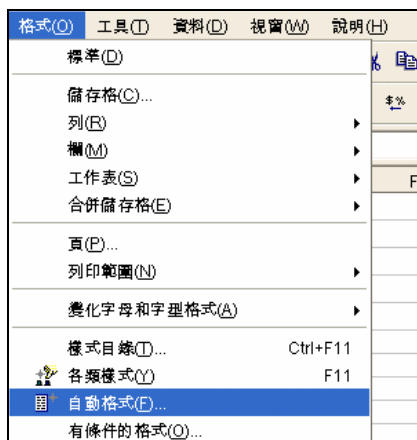 格式(O) 工具(T) 資料(D) 視窗(W) 說明(H)
標準(D)
儲存格(C)...
列(R)
欄(M)
工作表(S)
合併儲存格(E)
頁(P)...
列印範圍(N)
變化字母和字型格式(A)
樣式目錄(T)... Ctrl+F11
各類樣式(Y) F11
自動格式(F)...
有條件的格式(O)...
$%
F